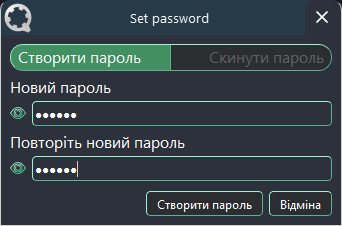 Set password
Створити пароль Скинути пароль
Новий пароль
••••••
Повторіть новий пароль
••••••
Створити пароль Відміна